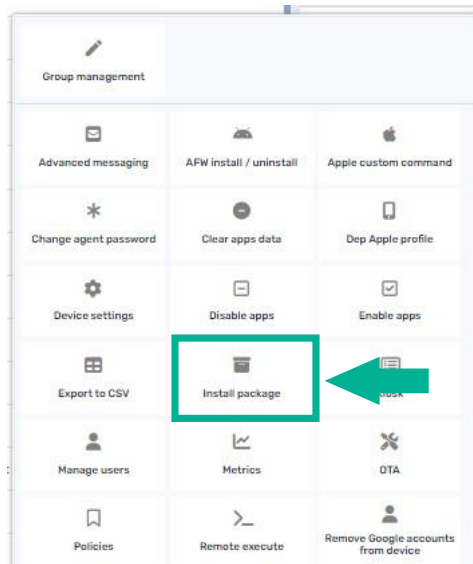 Group management
Advanced messaging
AFW install / uninstall
Apple custom command
Change agent password
Clear apps data
Dep Apple profile
Device settings
Disable apps
Enable apps
Export to CSV
Install package
Manage users
Metrics
OTA
Policies
Remote execute
Remove Google accounts
from device